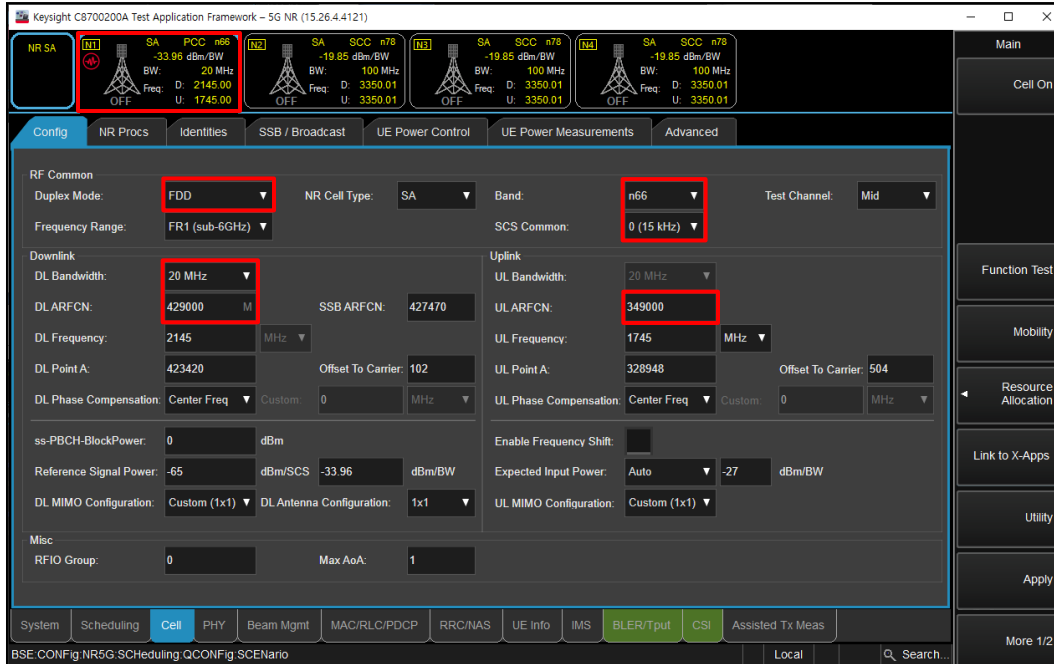 Keysight C8700200A Test Application Framework – 5G NR (15.26.4.4121)
NR SA
N1 SA PCC n66
-33.96 dBm/BW
BW: 20 MHz
Freq: D: 2145.00
OFF U: 1745.00
N2 SA SCC n78
-19.85 dBm/BW
BW: 100 MHz
Freq: D: 3350.01
OFF U: 3350.01
N3 SA SCC n78
-19.85 dBm/BW
BW: 100 MHz
Freq: D: 3350.01
OFF U: 3350.01
N4 SA SCC n78
-19.85 dBm/BW
BW: 100 MHz
Freq: D: 3350.01
OFF U: 3350.01
Main
Cell On
Config NR Procs Identities SSB / Broadcast UE Power Control UE Power Measurements Advanced
RF Common
Duplex Mode: FDD NR Cell Type: SA Band: n66 Test Channel: Mid
Frequency Range: FR1 (sub-6GHz) SCS Common: 0 (15 kHz)
Downlink
DL Bandwidth: 20 MHz
DL ARFCN: 429000 M SSB ARFCN: 427470
DL Frequency: 2145 MHz
DL Point A: 423420 Offset To Carrier: 102
DL Phase Compensation: Center Freq Custom: 0 MHz
ss-PBCH-BlockPower: 0 dBm
Reference Signal Power: -65 dBm/SCS -33.96 dBm/BW
DL MIMO Configuration: Custom (1x1) DL Antenna Configuration: 1x1
Uplink
UL Bandwidth: 20 MHz
UL ARFCN: 349000
UL Frequency: 1745 MHz
UL Point A: 328948 Offset To Carrier: 504
UL Phase Compensation: Center Freq Custom: 0 MHz
Enable Frequency Shift:
Expected Input Power: Auto -27 dBm/BW
UL MIMO Configuration: Custom (1x1)
Misc
RFIO Group: 0 Max AoA: 1
Function Test
Mobility
Resource
Allocation
Link to X-Apps
Utility
Apply
More 1/2
System Scheduling Cell PHY Beam Mgmt MAC/RLC/PDCP RRC/NAS UE Info IMS BLER/Tput CSI Assisted Tx Meas
BSE:CONFig:NR5G:SCHeduling:QCONFig:SCENario Local Search...